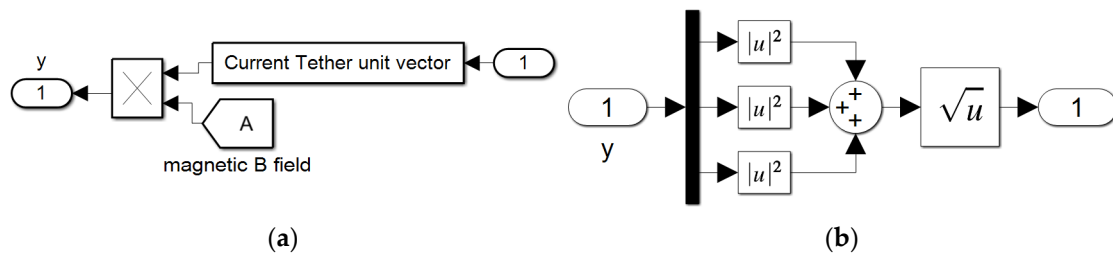 y
1
Current Tether unit vector
1
A
magnetic B field
(a)
|u|²
|u|²
|u|²
1
y
+
+
+
√u
1
(b)